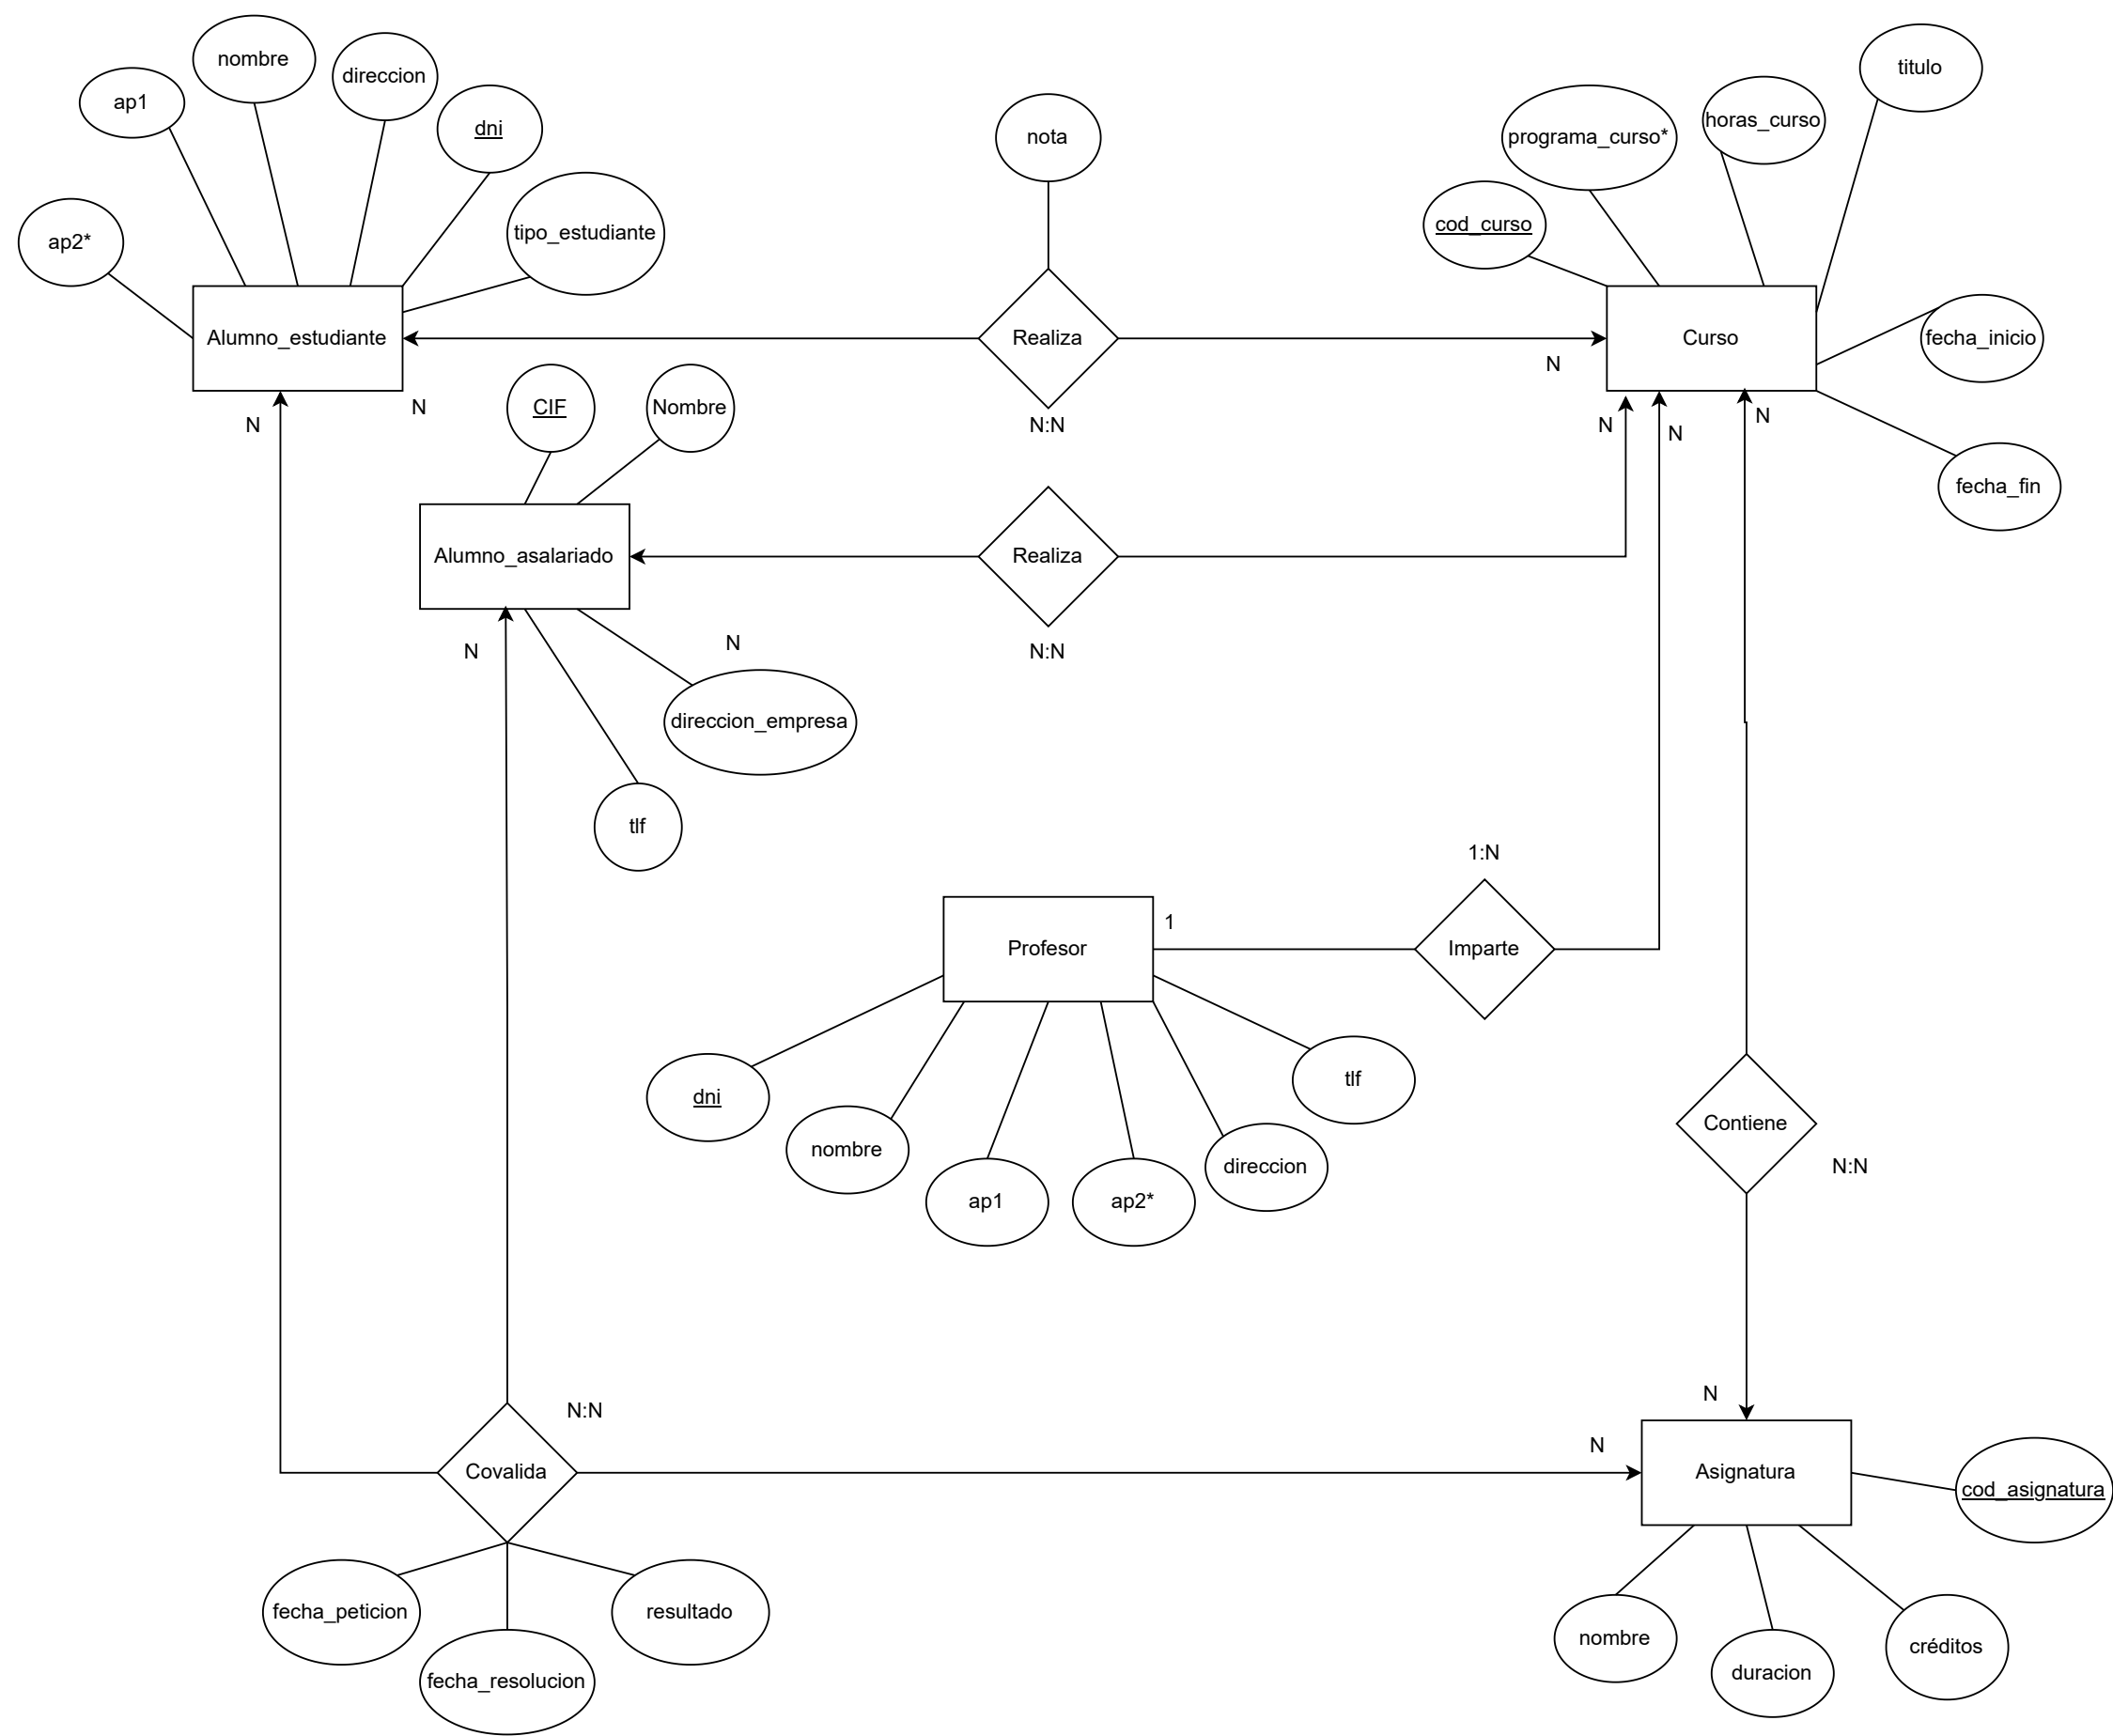 nombre
titulo
direccion
ap1
programa_curso*
horas_curso
dni
nota
cod_curso
tipo_estudiante
ap2*
Alumno_estudiante
Realiza
Curso
fecha_inicio
N
N
CIF
Nombre
N
N:N
N
N
N
fecha_fin
Alumno_asalariado
Realiza
N
N
N:N
direccion_empresa
tlf
1:N
1
Profesor
Imparte
tlf
dni
Contiene
nombre
direccion
N:N
ap1
ap2*
N
N:N
N
Covalida
Asignatura
cod_asignatura
fecha_peticion
resultado
nombre
créditos
fecha_resolucion
duracion